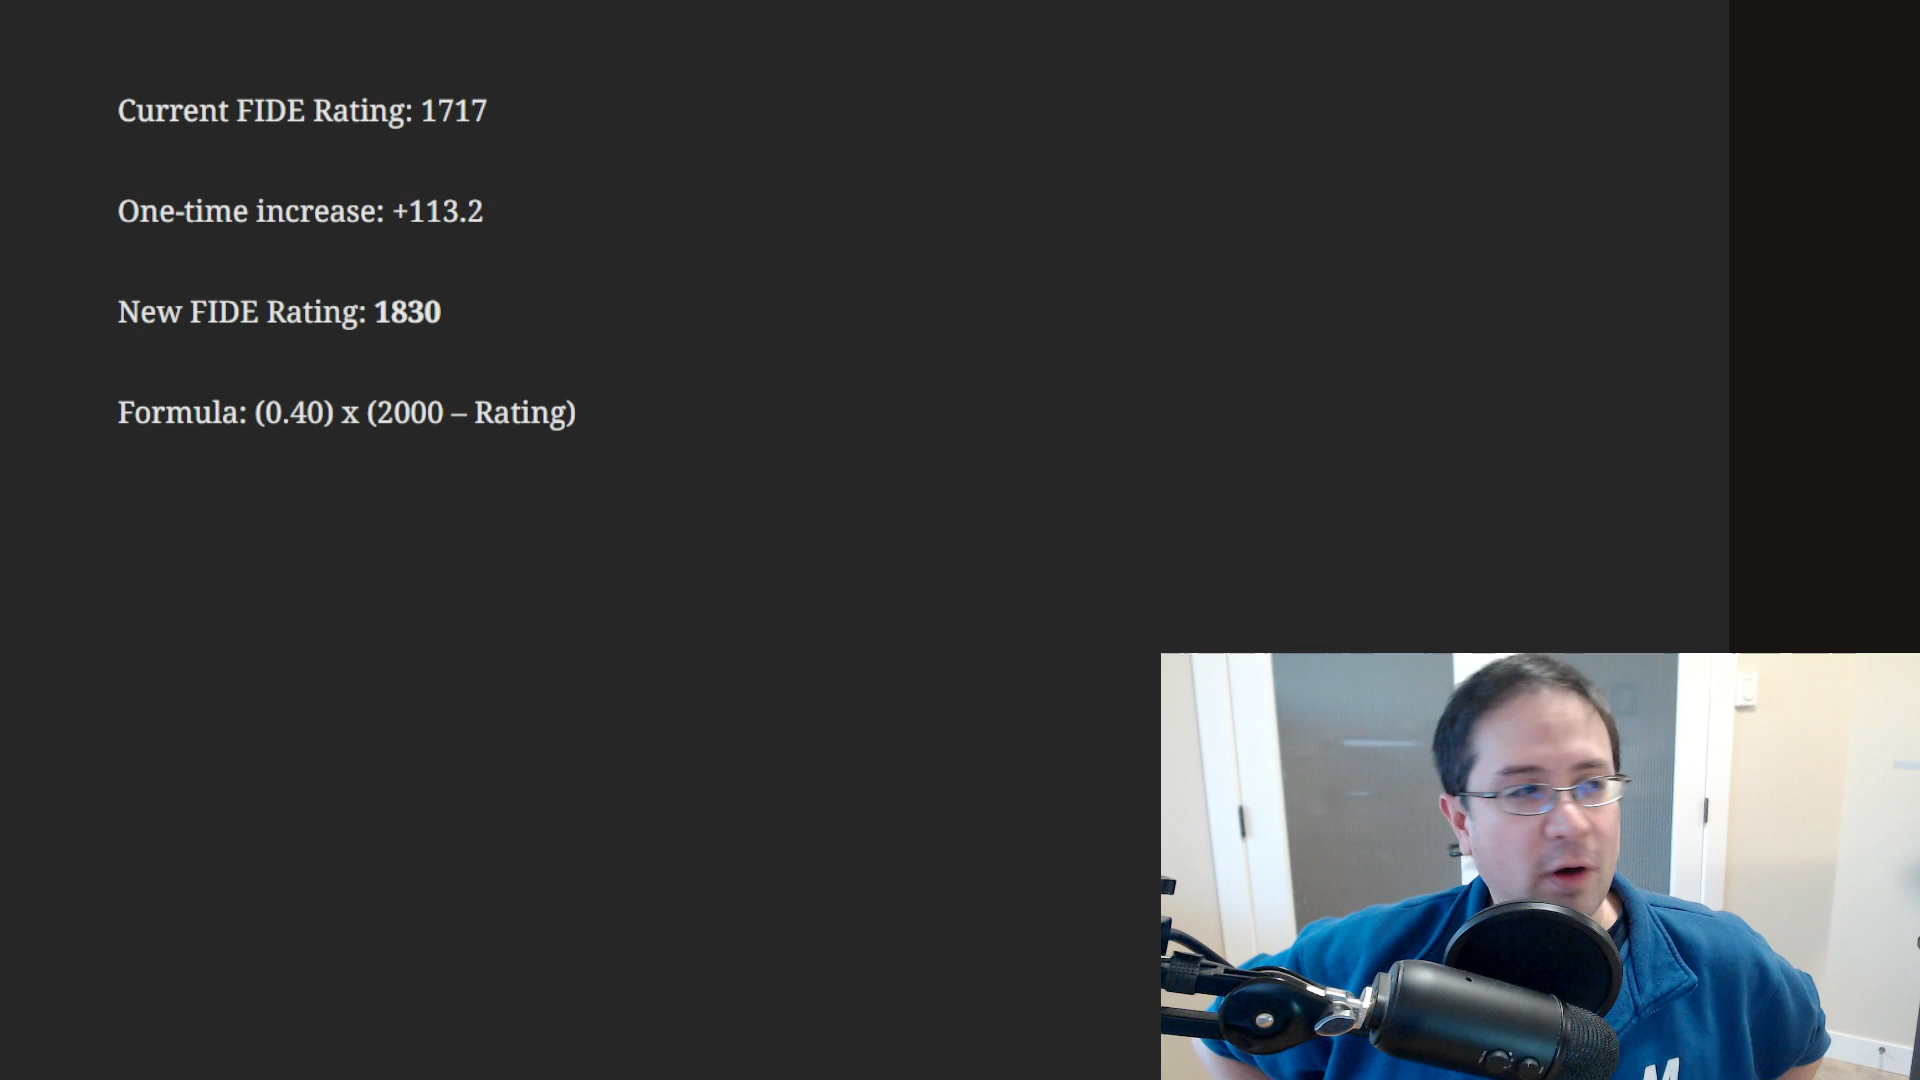 Current FIDE Rating: 1717
One-time increase: +113.2
New FIDE Rating: 1830
Formula: (0.40) x (2000 – Rating)
M